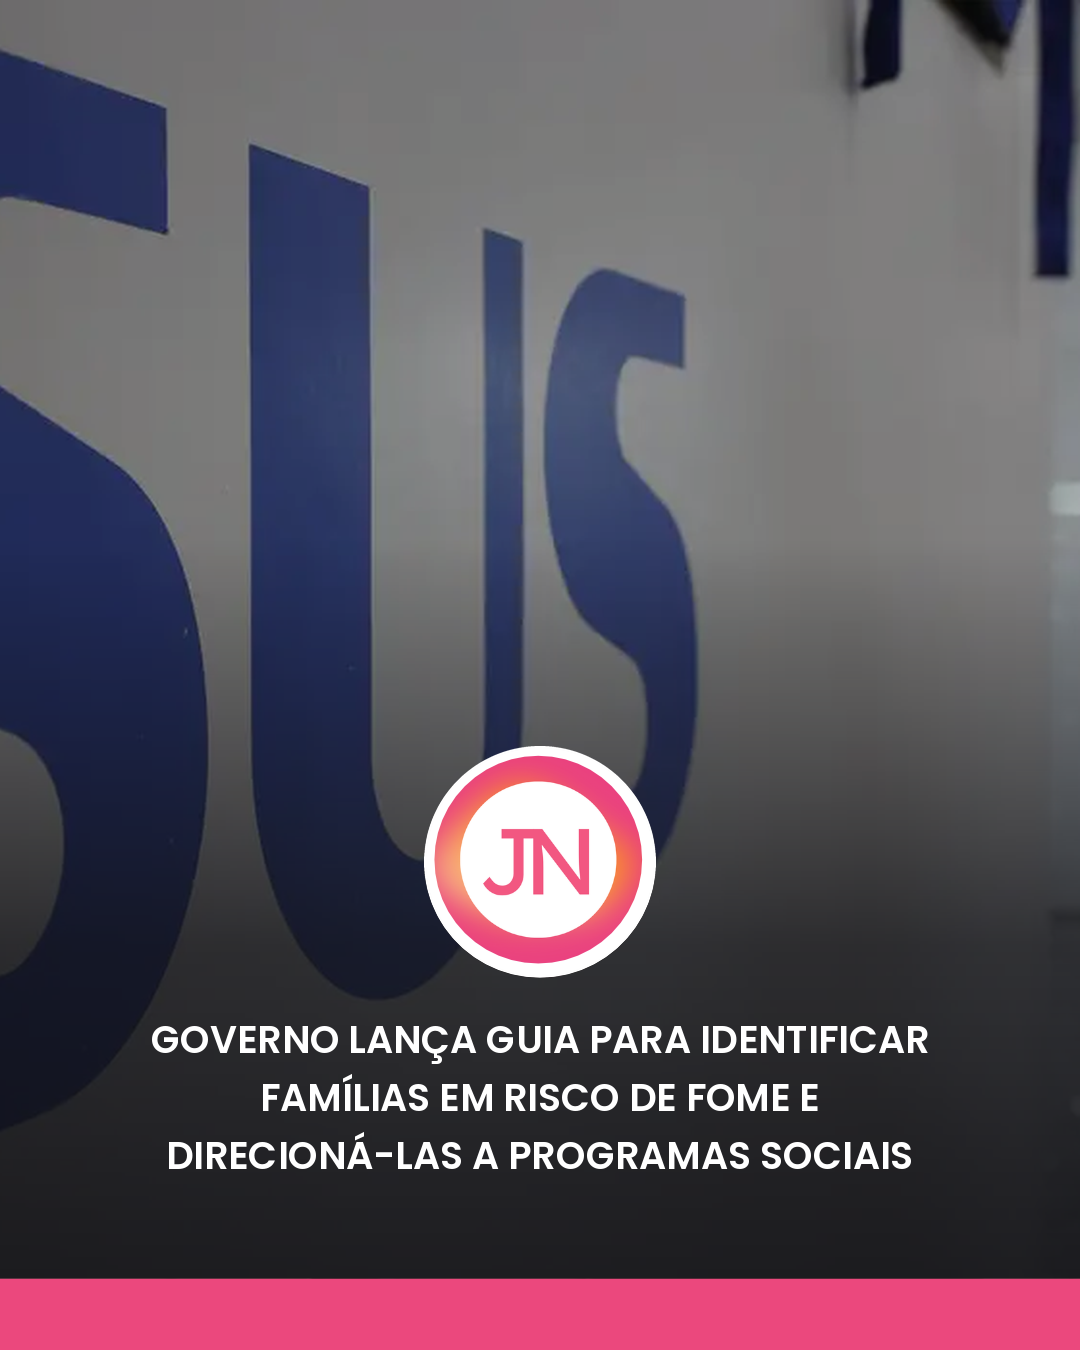 SUS
JN
GOVERNO LANÇA GUIA PARA IDENTIFICAR
FAMÍLIAS EM RISCO DE FOME E
DIRECIONÁ-LAS A PROGRAMAS SOCIAIS